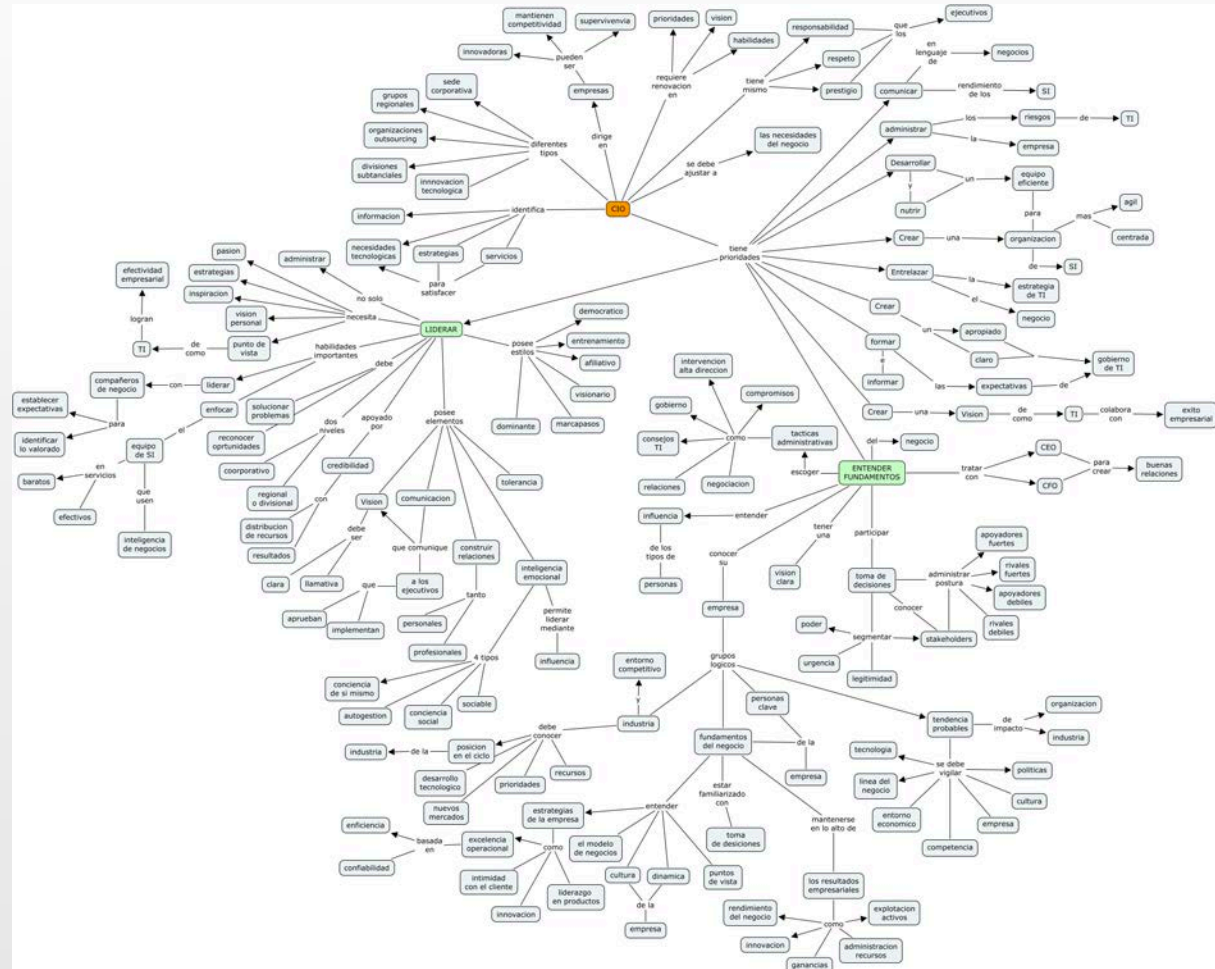 mantienen
competitividad
supervivenvia
innovadoras
pueden
ser
empresas
dirige
en
prioridades
vision
habilidades
requiere
renovacion
en
responsabilidad
que
los
ejecutivos
respeto
prestigio
tiene
mismo
en
lenguaje
de
negocios
comunicar
rendimiento
de los
SI
administrar
los
riesgos
de
TI
la
empresa
Desarrollar
y
nutrir
un
equipo
eficiente
para
Crear
una
organizacion
mas
agil
centrada
de
SI
Entrelazar
la
estrategia
de TI
el
negocio
Crear
un
apropiado
claro
gobierno
de TI
formar
e
informar
las
expectativas
de
Crear
una
Vision
de
como
TI
colabora
con
exito
empresarial
sede
corporativa
grupos
regionales
organizaciones
outsourcing
divisiones
subtanciales
innnovacion
tecnologica
diferentes
tipos
se debe
ajustar a
las necesidades
del negocio
CIO
identifica
informacion
necesidades
tecnologicas
estrategias
servicios
para
satisfacer
tiene
prioridades
pasion
administrar
efectividad
empresarial
estrategias
inspiracion
no solo
necesita
vision
personal
logran
TI
de
como
punto de
vista
LIDERAR
habilidades
importantes
compañeros
de negocio
con
liderar
establecer
expectativas
para
identificar
lo valorado
enfocar
el
equipo
de SI
en
servicios
baratos
efectivos
que
usen
inteligencia
de negocios
debe
solucionar
problemas
reconocer
oprtunidades
dos
niveles
coorporativo
regional
o divisional
apoyado
por
credibilidad
con
distribucion
de recursos
resultados
posee
elementos
Vision
comunicacion
tolerancia
debe
ser
clara
llamativa
que comunique
a los
ejecutivos
que
aprueban
implementan
construir
relaciones
tanto
personales
profesionales
inteligencia
emocional
permite
liderar
mediante
influencia
4 tipos
conciencia
de si mismo
autogestion
conciencia
social
sociable
posee
estilos
democratico
entrenamiento
afiliativo
visionario
marcapasos
dominante
intervencion
alta direccion
compromisos
gobierno
consejos
TI
como
tacticas
administrativas
relaciones
negociacion
escoger
del
negocio
ENTENDER
FUNDAMENTOS
tratar
con
CEO
CFO
para
crear
buenas
relaciones
influencia
entender
de los
tipos de
personas
tener
una
vision
clara
participar
toma de
decisiones
administrar
postura
apoyadores
fuertes
rivales
fuertes
apoyadores
debiles
rivales
debiles
conocer
stakeholders
segmentar
poder
urgencia
legitimidad
conocer
su
empresa
grupos
logicos
entorno
competitivo
y
industria
debe
conocer
posicion
en el ciclo
de la
industria
desarrollo
tecnologico
nuevos
mercados
prioridades
recursos
personas
clave
de la
empresa
fundamentos
del negocio
tendencia
probables
de
impacto
organizacion
industria
se debe
vigilar
tecnologia
linea del
negocio
entorno
economico
competencia
empresa
cultura
politicas
entender
estrategias
de la empresa
como
excelencia
operacional
basada
en
enficiencia
confiabilidad
intimidad
con el cliente
innovacion
liderazgo
en productos
el modelo
de negocios
cultura
dinamica
de la
empresa
puntos
de vista
estar
familiarizado
con
toma
de desiciones
mantenerse
en lo alto de
los resultados
empresariales
como
rendimiento
del negocio
innovacion
ganancias
administracion
recursos
explotacion
activos